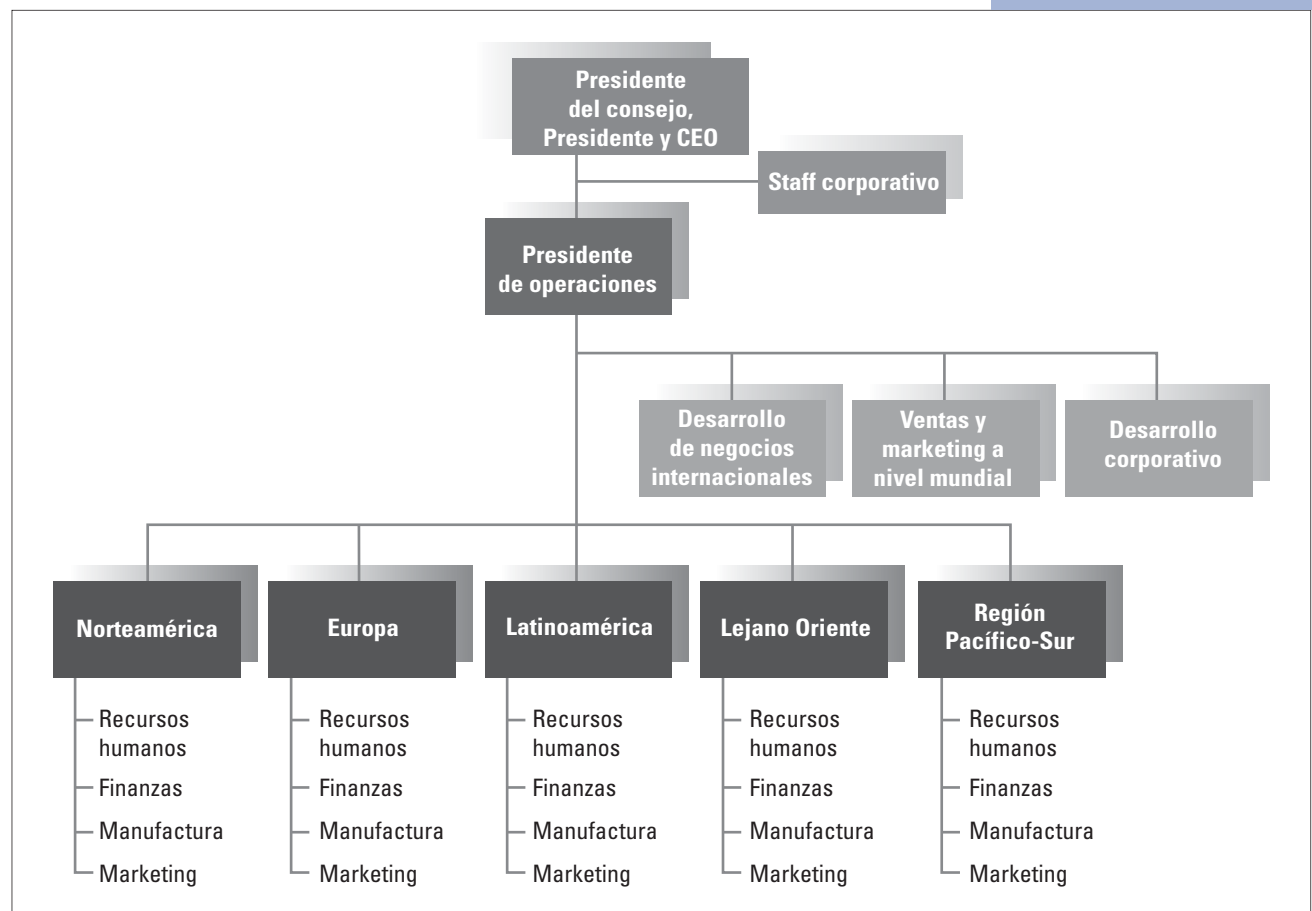 Presidente
del consejo,
Presidente y CEO
Staff corporativo
Presidente
de operaciones
Desarrollo
de negocios
internacionales
Ventas y
marketing a
nivel mundial
Desarrollo
corporativo
Norteamérica
Europa
Latinoamérica
Lejano Oriente
Región
Pacífico-Sur
Recursos
humanos
Finanzas
Manufactura
Marketing
Recursos
humanos
Finanzas
Manufactura
Marketing
Recursos
humanos
Finanzas
Manufactura
Marketing
Recursos
humanos
Finanzas
Manufactura
Marketing
Recursos
humanos
Finanzas
Manufactura
Marketing